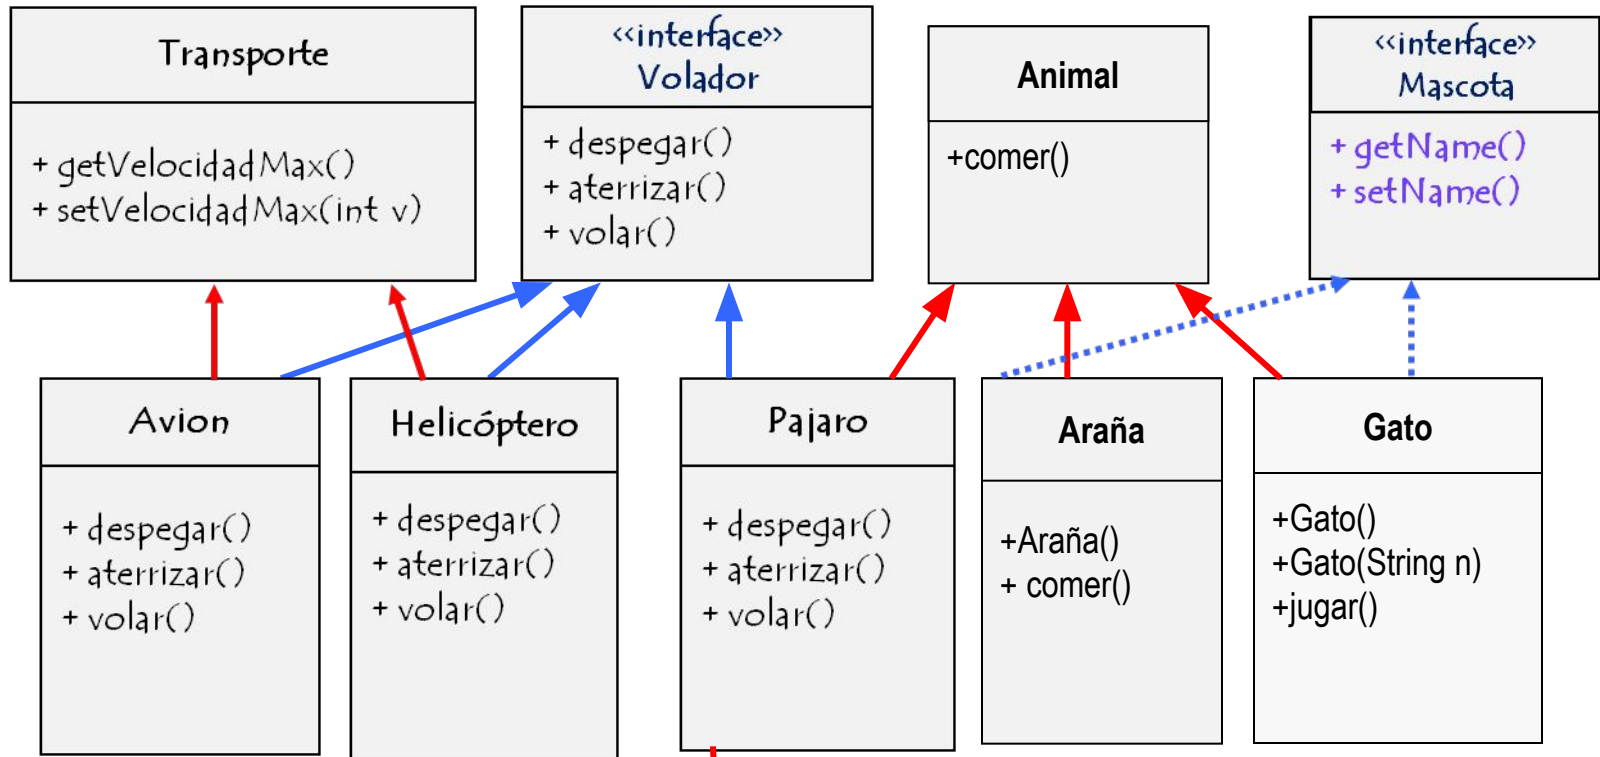 Transporte
+ getVelocidadMax()
+ setVelocidadMax(int v)
<<interface>>
Volador
+ despegar()
+ aterrizar()
+ volar()
Animal
+comer()
<<interface>>
Mascota
+ getName()
+ setName()
Avion
+ despegar()
+ aterrizar()
+ volar()
Helicóptero
+ despegar()
+ aterrizar()
+ volar()
Pajaro
+ despegar()
+ aterrizar()
+ volar()
Araña
+Araña()
+ comer()
Gato
+Gato()
+Gato(String n)
+jugar()